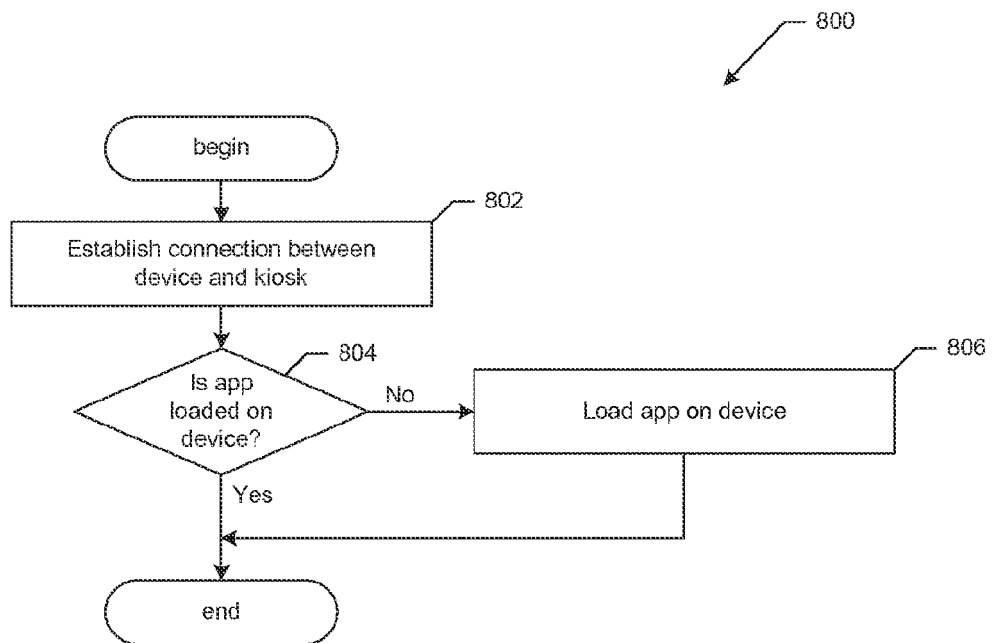 800
begin
802
Establish connection between
device and kiosk
804
Is app
loaded on
device?
No
806
Load app on device
Yes
end